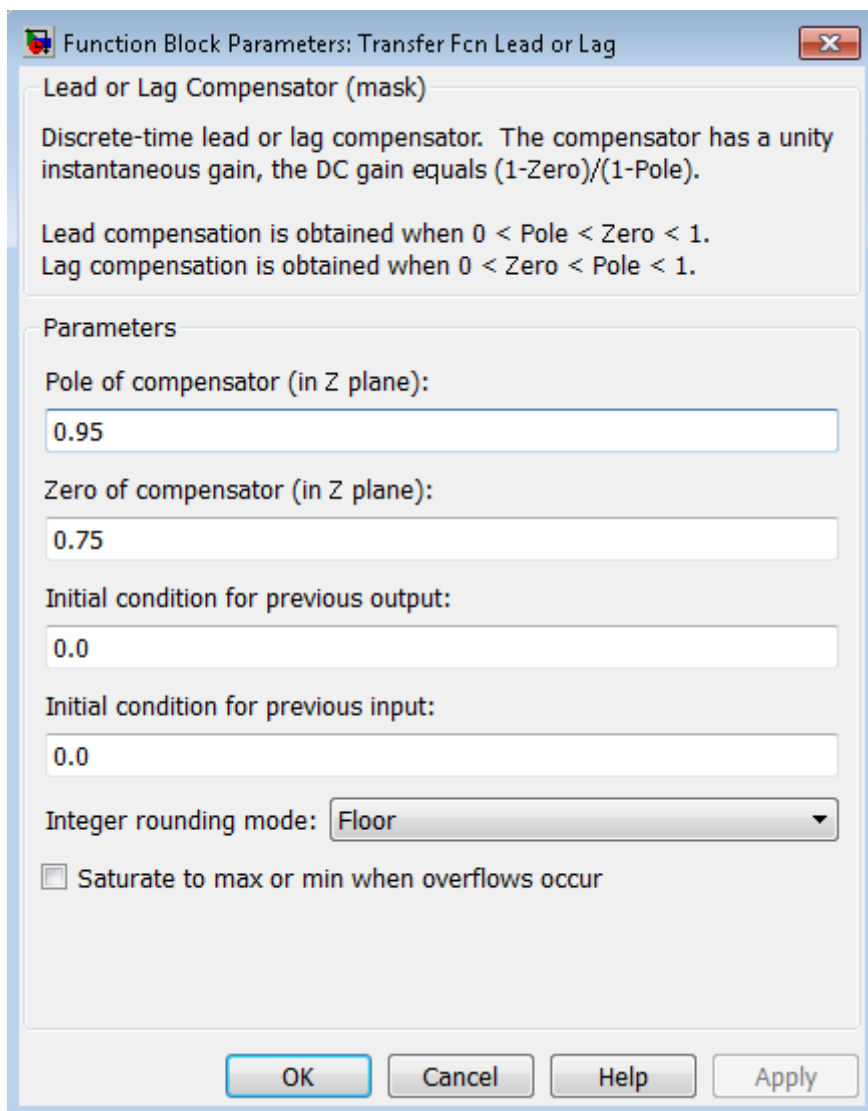 Function Block Parameters: Transfer Fcn Lead or Lag
Lead or Lag Compensator (mask)
Discrete-time lead or lag compensator.  The compensator has a unity
instantaneous gain, the DC gain equals (1-Zero)/(1-Pole).
Lead compensation is obtained when 0 < Pole < Zero < 1.
Lag compensation is obtained when 0 < Zero < Pole < 1.
Parameters
Pole of compensator (in Z plane):
0.95
Zero of compensator (in Z plane):
0.75
Initial condition for previous output:
0.0
Initial condition for previous input:
0.0
Integer rounding mode: Floor
Saturate to max or min when overflows occur
OK Cancel Help Apply